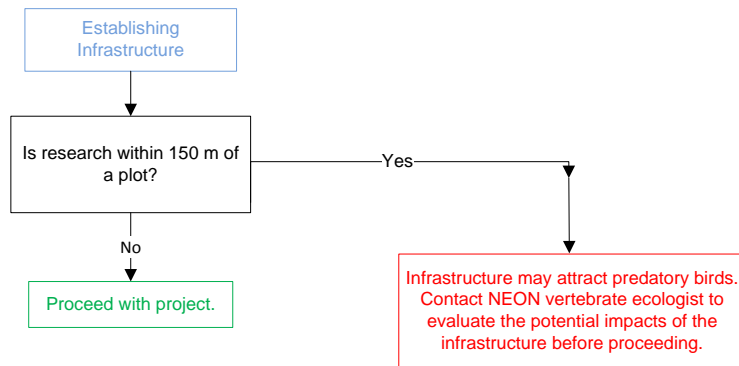 Establishing
Infrastructure
Is research within 150 m of
a plot?
Yes
No
Proceed with project.
Infrastructure may attract predatory birds.
Contact NEON vertebrate ecologist to
evaluate the potential impacts of the
infrastructure before proceeding.